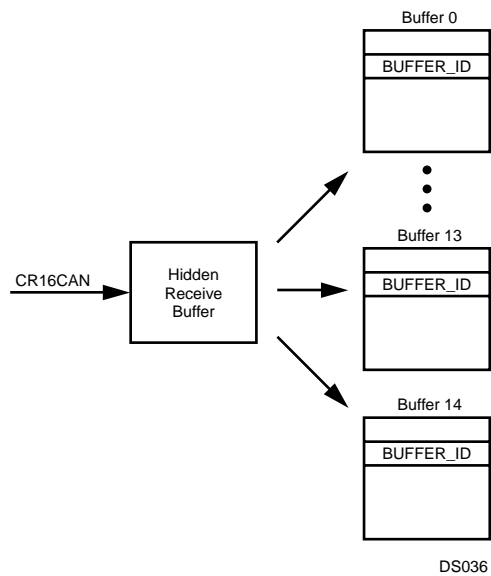 Buffer 0
BUFFER_ID
Buffer 13
CR16CAN
Hidden
Receive
Buffer
BUFFER_ID
Buffer 14
BUFFER_ID
DS036